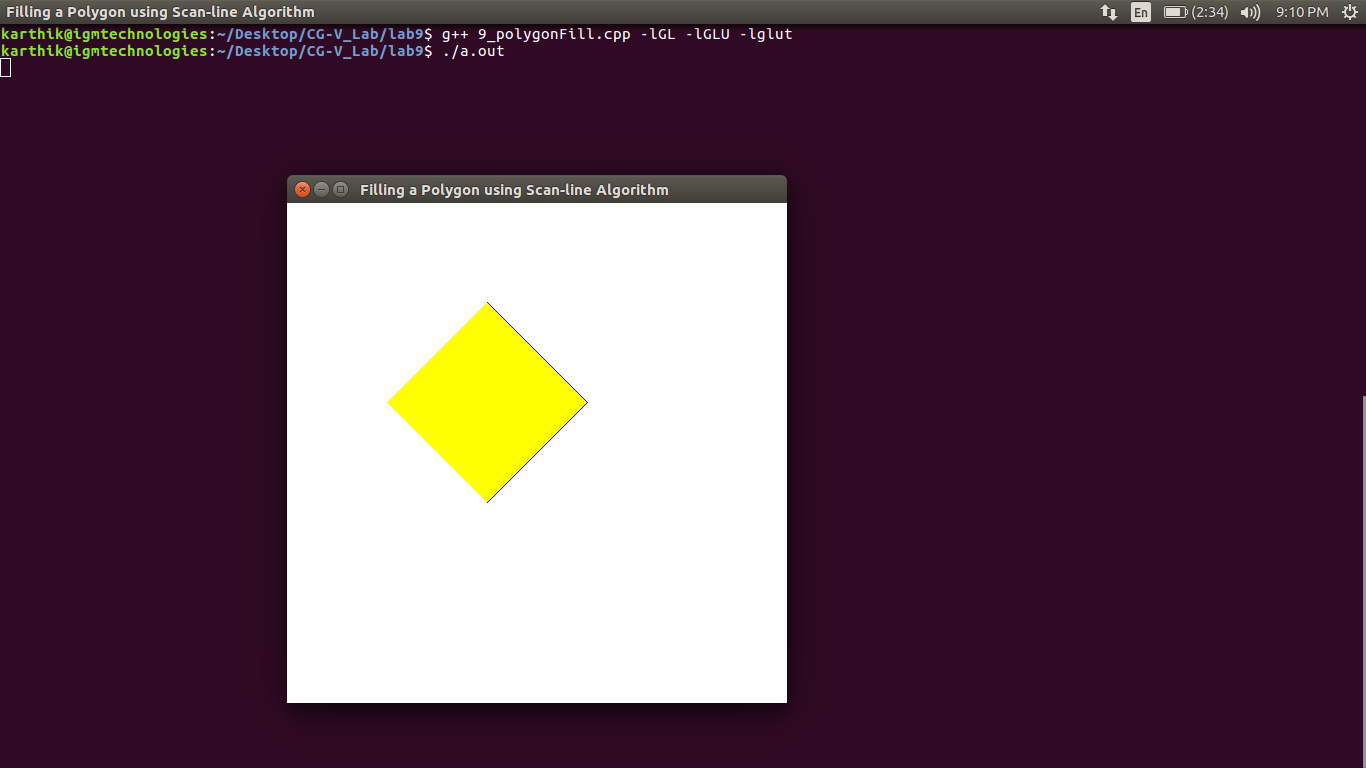 Filling a Polygon using Scan-line Algorithm En (2:34) 9:10 PM
karthik@igmtechnologies:~/Desktop/CG-V_Lab/lab9$ g++ 9_polygonFill.cpp -lGL -lGLU -lglut
karthik@igmtechnologies:~/Desktop/CG-V_Lab/lab9$ ./a.out
Filling a Polygon using Scan-line Algorithm